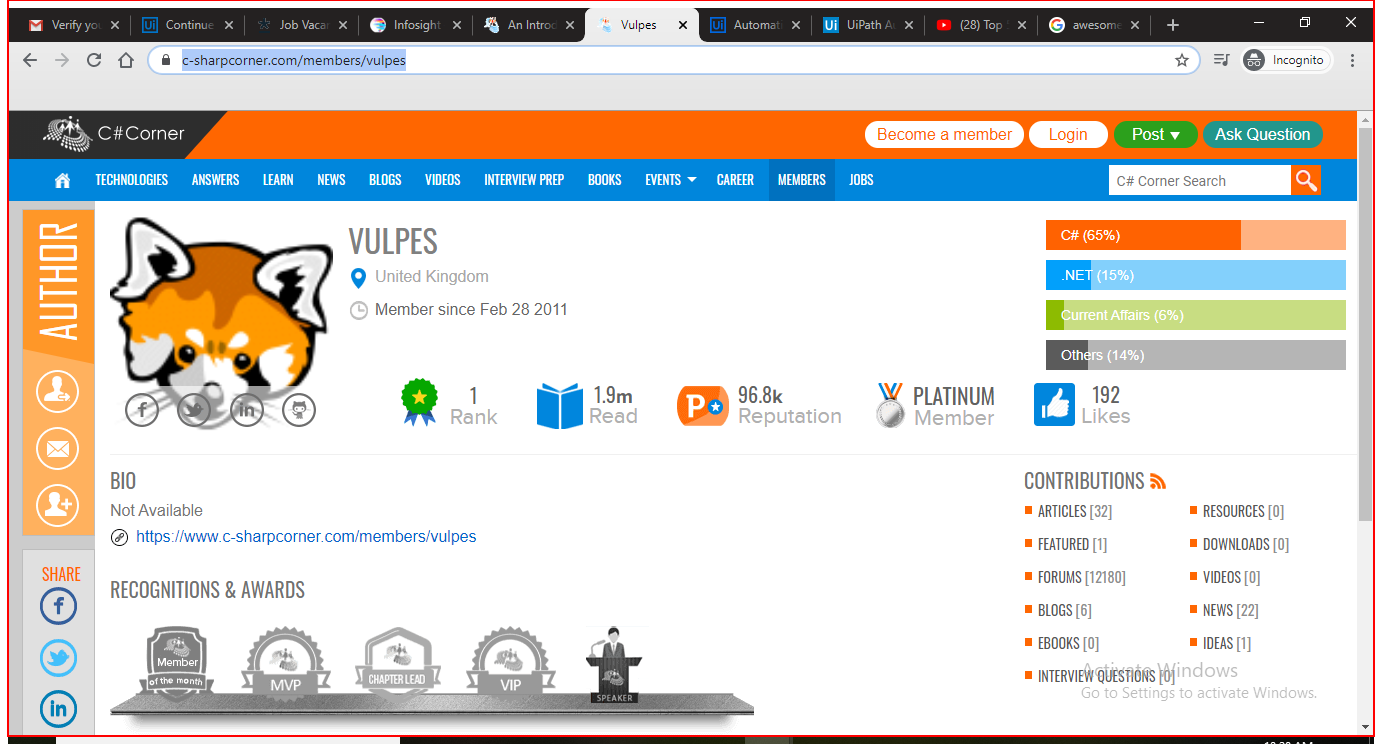 Verify you
Continue
Job Vacan
Infosight
An Introd
Vulpes
Automat
UiPath Au
(28) Top
awesome
c-sharpcorner.com/members/vulpes
Incognito
C#Corner
Become a member
Login
Post
Ask Question
TECHNOLOGIES ANSWERS LEARN NEWS BLOGS VIDEOS INTERVIEW PREP BOOKS EVENTS CAREER MEMBERS JOBS
C# Corner Search
AUTHOR
VULPES
United Kingdom
Member since Feb 28 2011
C# (65%)
.NET (15%)
Current Affairs (6%)
Others (14%)
1
Rank
1.9m
Read
96.8k
Reputation
PLATINUM
Member
192
Likes
BIO
Not Available
https://www.c-sharpcorner.com/members/vulpes
RECOGNITIONS & AWARDS
Member
of the month
MVP
CHAPTER LEAD
VIP
SPEAKER
CONTRIBUTIONS
ARTICLES [32]
RESOURCES [0]
FEATURED [1]
DOWNLOADS [0]
FORUMS [12180]
VIDEOS [0]
BLOGS [6]
NEWS [22]
EBOOKS [0]
IDEAS [1]
INTERVIEW QUESTIONS [0]
SHARE
Activate Windows
Go to Settings to activate Windows.